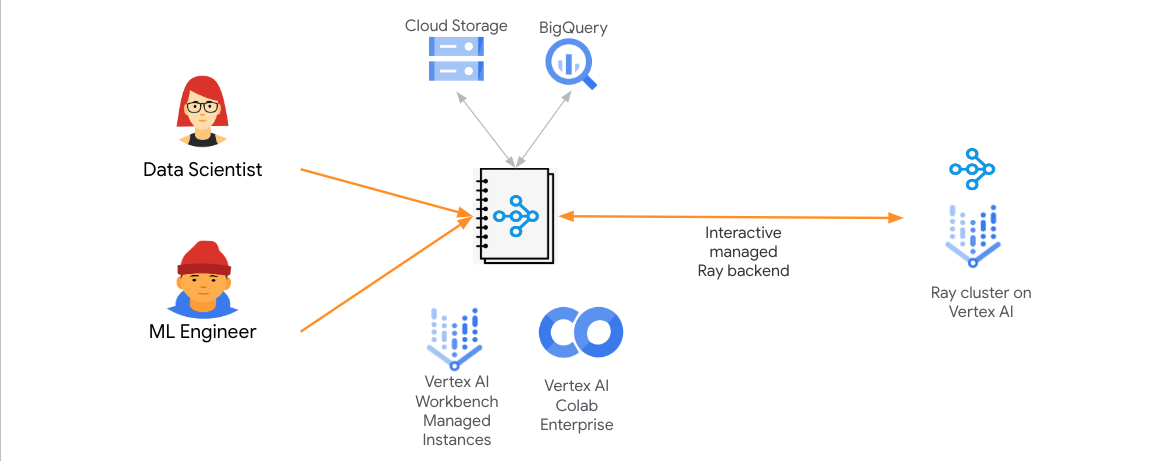 Cloud Storage
BigQuery
Data Scientist
Interactive
managed
Ray backend
Ray cluster on
Vertex AI
ML Engineer
Vertex AI
Workbench
Managed
Instances
Vertex AI
Colab
Enterprise